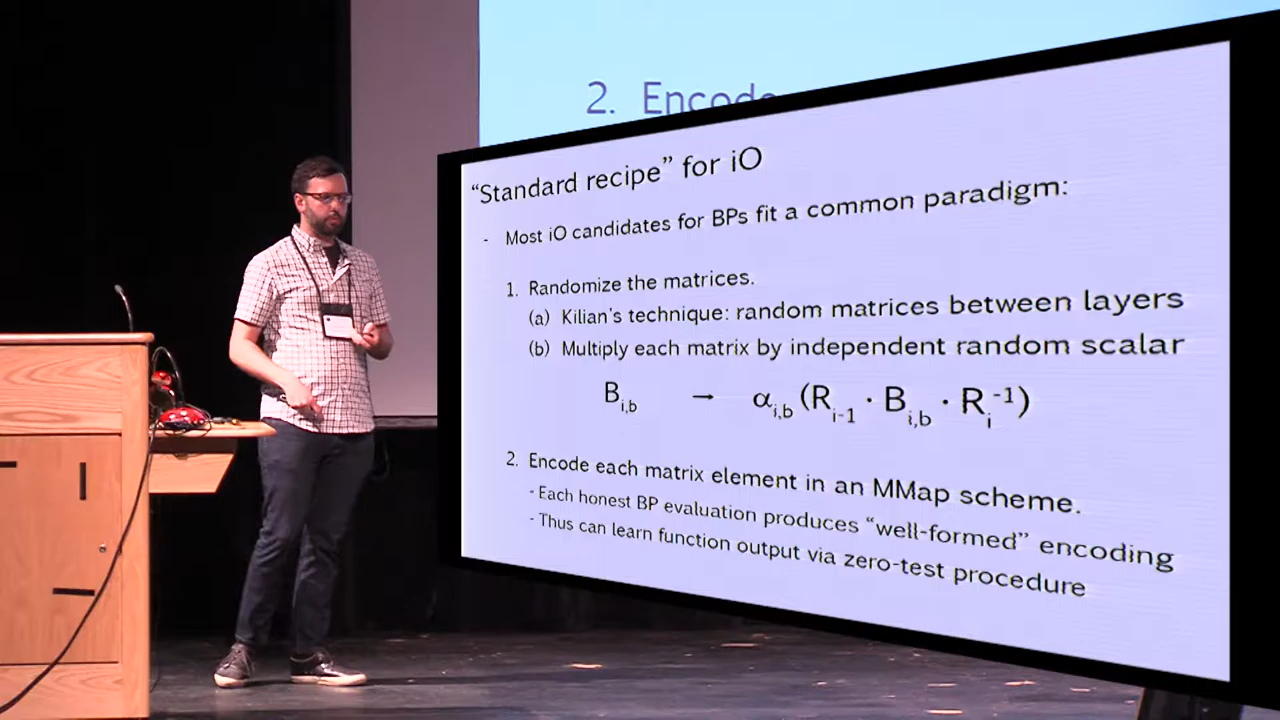 2. Encode
“Standard recipe” for iO
- Most iO candidates for BPs fit a common paradigm:
1. Randomize the matrices.
(a) Kilian's technique: random matrices between layers
(b) Multiply each matrix by independent random scalar
B_{i,b} → α_{i,b}(R_{i-1} · B_{i,b} · R_i^{-1})
2. Encode each matrix element in an MMap scheme.
- Each honest BP evaluation produces “well-formed” encoding
- Thus can learn function output via zero-test procedure